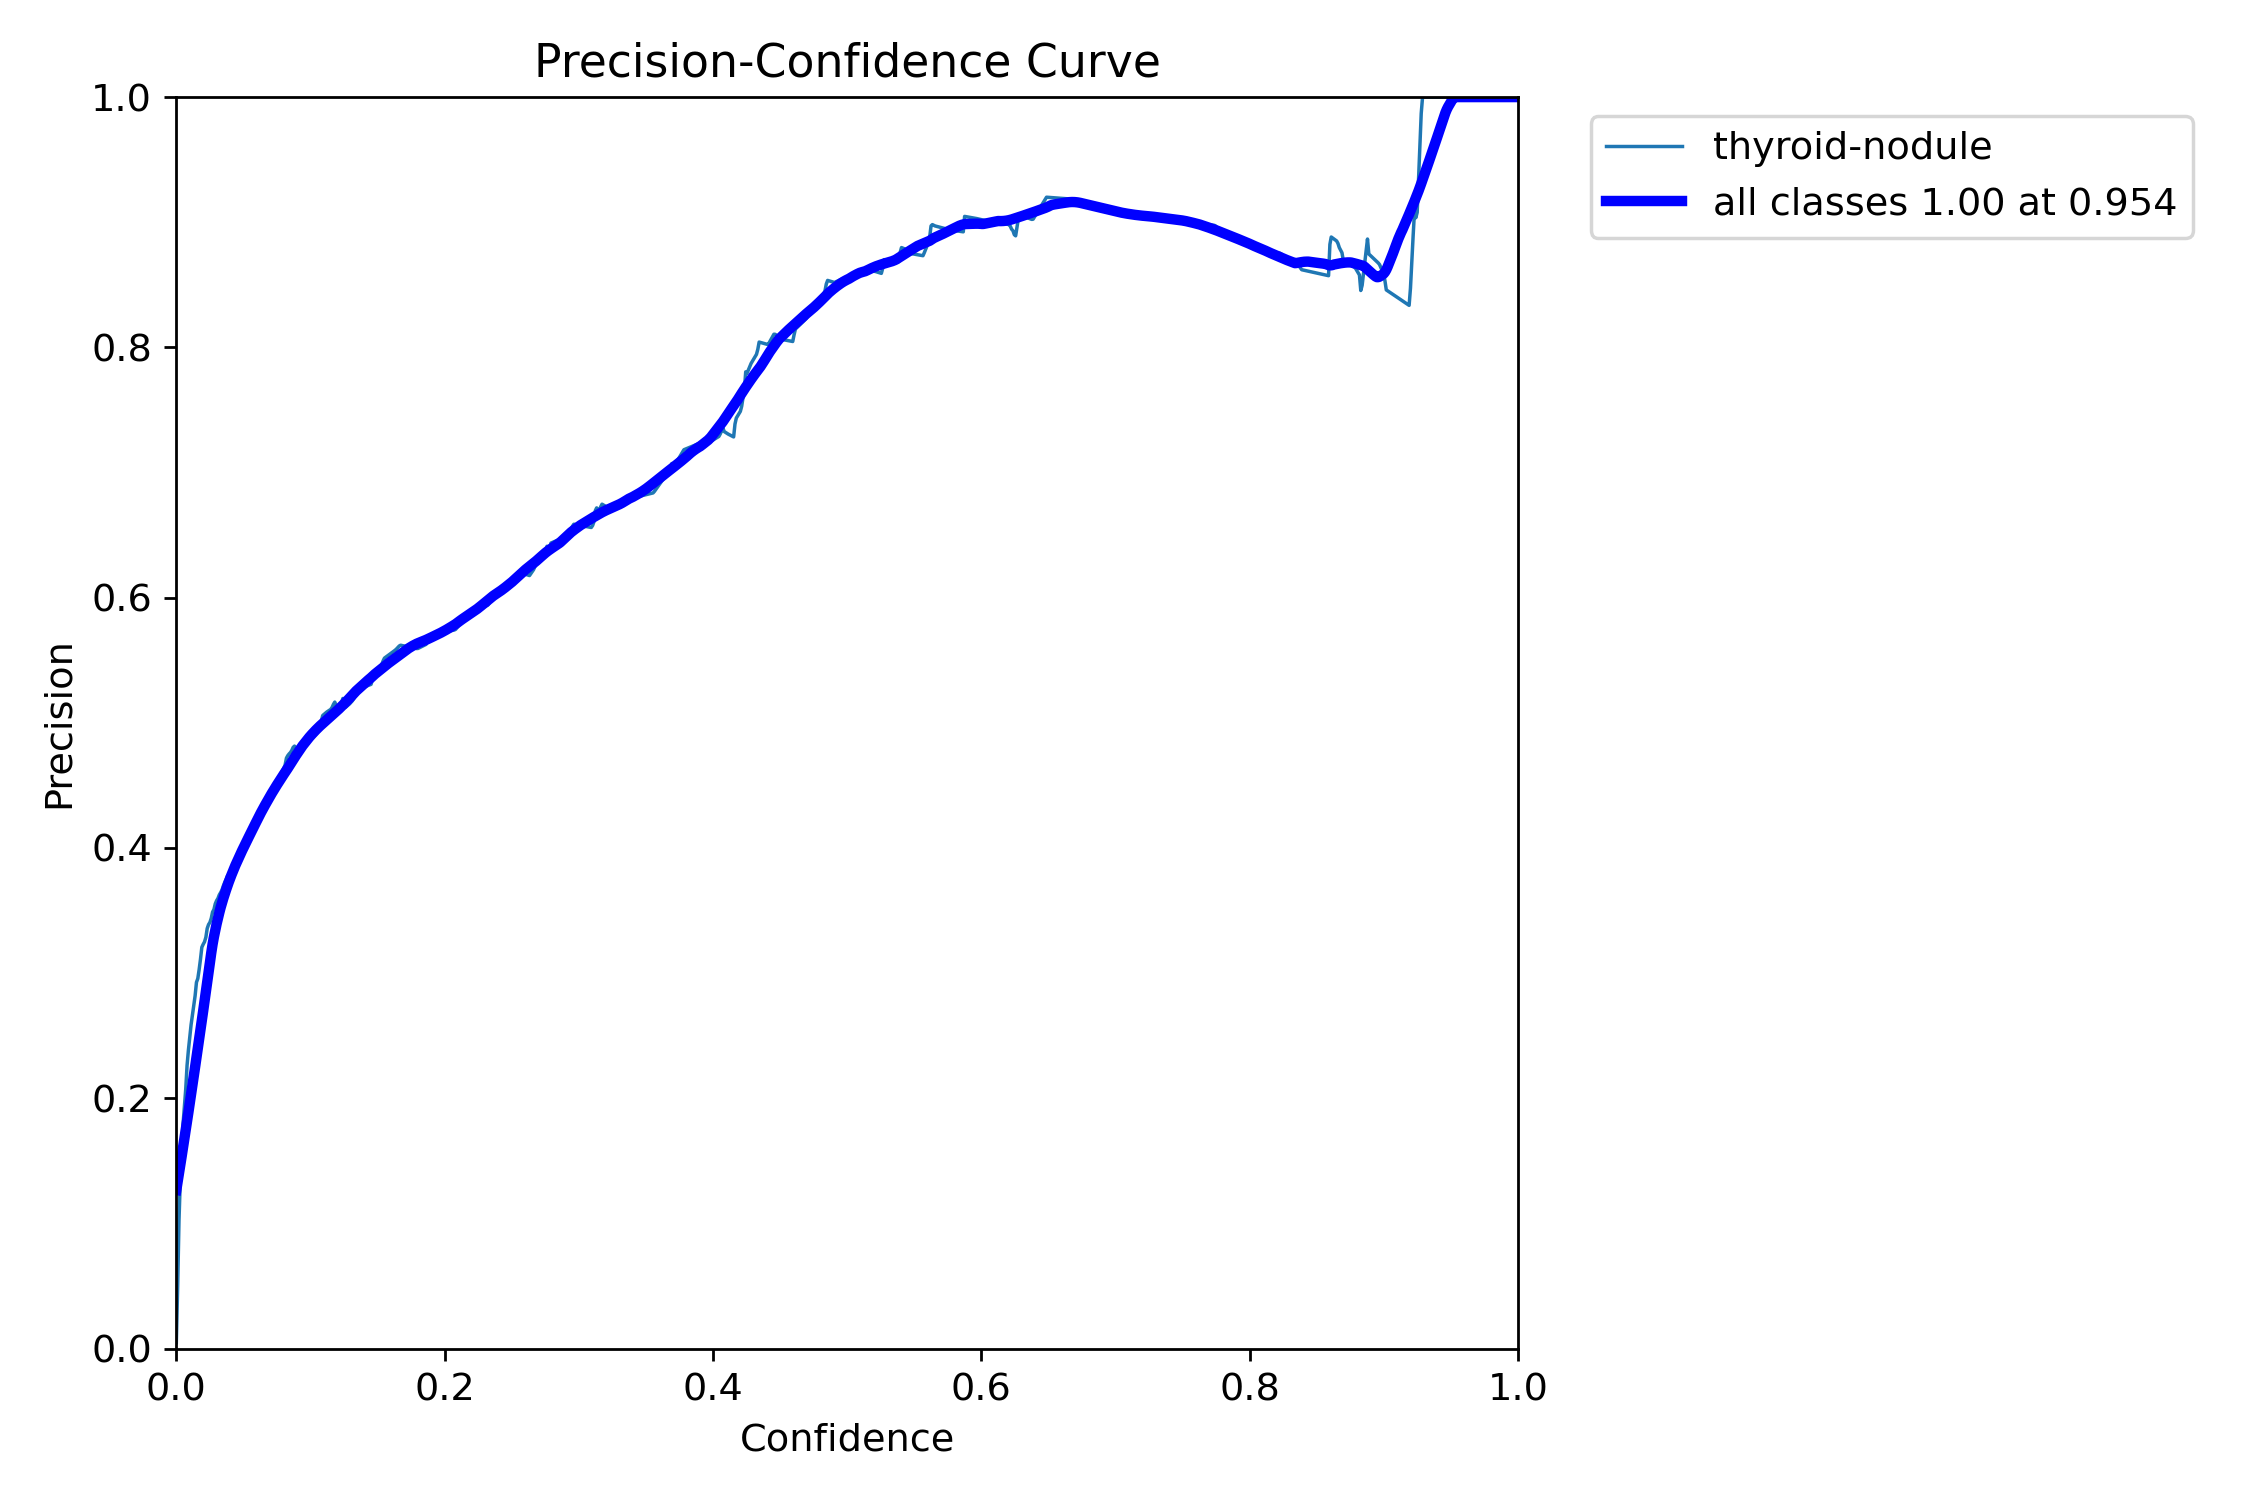 Precision-Confidence Curve
thyroid-nodule
all classes 1.00 at 0.954
Precision
1.0
0.8
0.6
0.4
0.2
0.0
0.0 0.2 0.4 0.6 0.8 1.0
Confidence